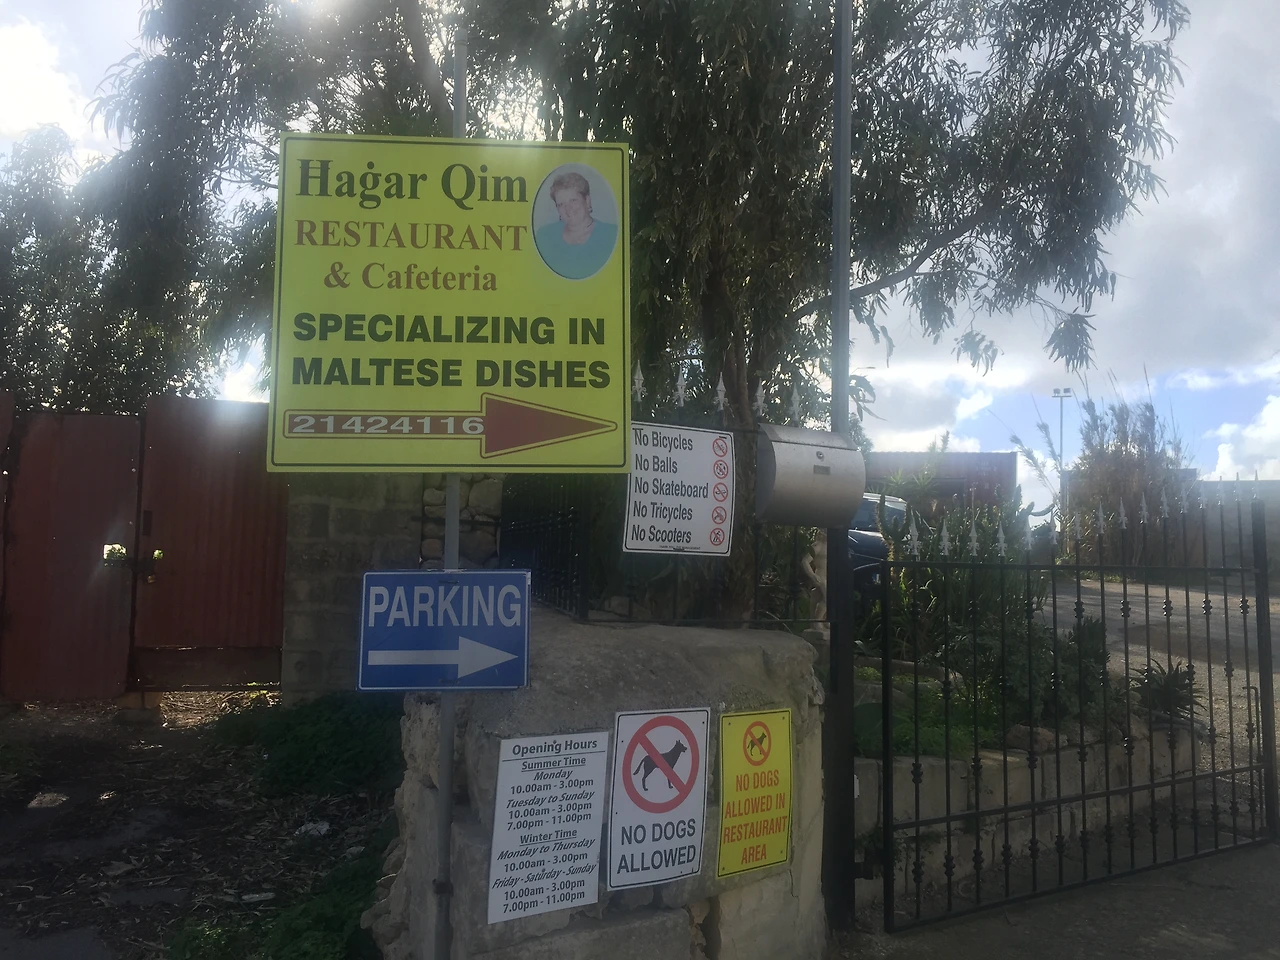 Ħaġar Qim
RESTAURANT
& Cafeteria
SPECIALIZING IN
MALTESE DISHES
21424116
No Bicycles
No Balls
No Skateboard
No Tricycles
No Scooters
PARKING
Opening Hours
Summer Time
Monday
10.00am - 3.00pm
Tuesday to Sunday
10.00am - 3.00pm
7.00pm - 11.00pm
Winter Time
Monday to Thursday
10.00am - 3.00pm
Friday - Saturday - Sunday
10.00am - 3.00pm
7.00pm - 11.00pm
NO DOGS
ALLOWED
NO DOGS
ALLOWED IN
RESTAURANT
AREA